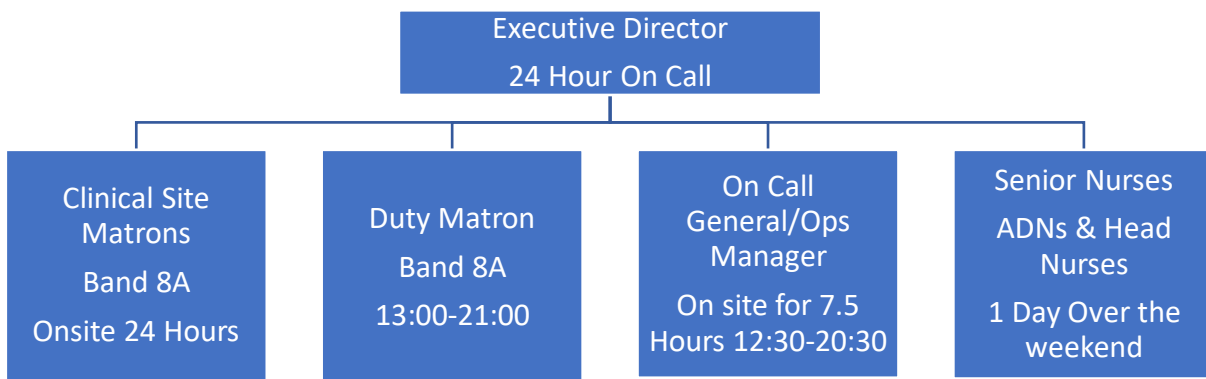 Executive Director
24 Hour On Call
Clinical Site
Matrons
Band 8A
Onsite 24 Hours
Duty Matron
Band 8A
13:00-21:00
On Call
General/Ops
Manager
On site for 7.5
Hours 12:30-20:30
Senior Nurses
ADNs & Head
Nurses
1 Day Over the
weekend